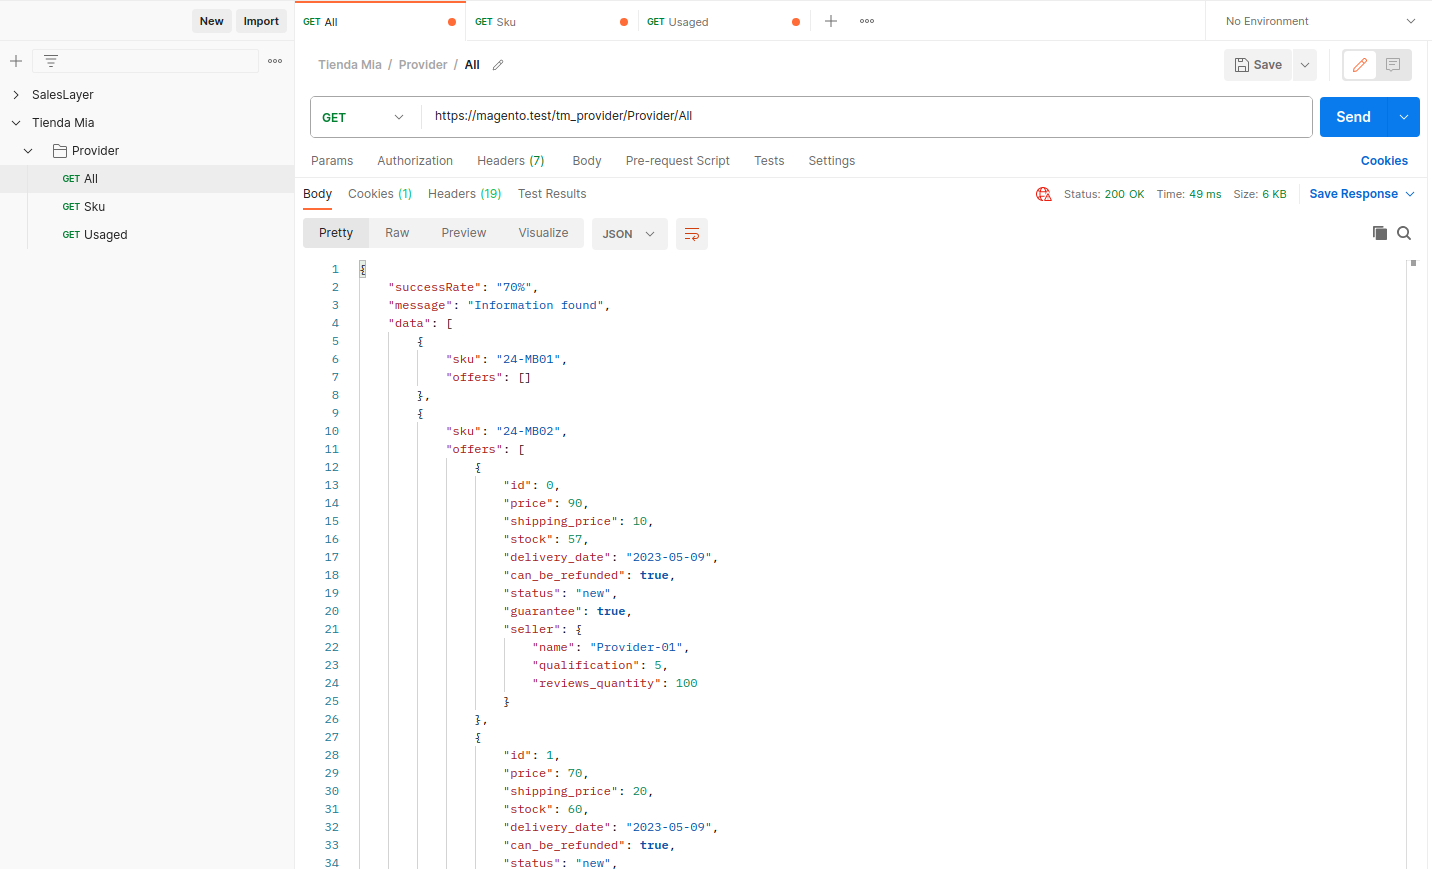 New Import
GET All
GET Sku
GET Usaged
No Environment
SalesLayer
Tienda Mia
Provider
GET All
GET Sku
GET Usaged
TIenda Mia / Provider / All
Save
GET https://magento.test/tm_provider/Provider/All
Send
Params Authorization Headers (7) Body Pre-request Script Tests Settings Cookies
Body Cookies (1) Headers (19) Test Results Status: 200 OK Time: 49 ms Size: 6 KB Save Response
Pretty Raw Preview Visualize JSON
1 {
2 "successRate": "70%",
3 "message": "Information found",
4 "data": [
5 {
6 "sku": "24-MB01",
7 "offers": []
8 },
9 {
10 "sku": "24-MB02",
11 "offers": [
12 {
13 "id": 0,
14 "price": 90,
15 "shipping_price": 10,
16 "stock": 57,
17 "delivery_date": "2023-05-09",
18 "can_be_refunded": true,
19 "status": "new",
20 "guarantee": true,
21 "seller": {
22 "name": "Provider-01",
23 "qualification": 5,
24 "reviews_quantity": 100
25 }
26 },
27 {
28 "id": 1,
29 "price": 70,
30 "shipping_price": 20,
31 "stock": 60,
32 "delivery_date": "2023-05-09",
33 "can_be_refunded": true,
34 "status": "new",